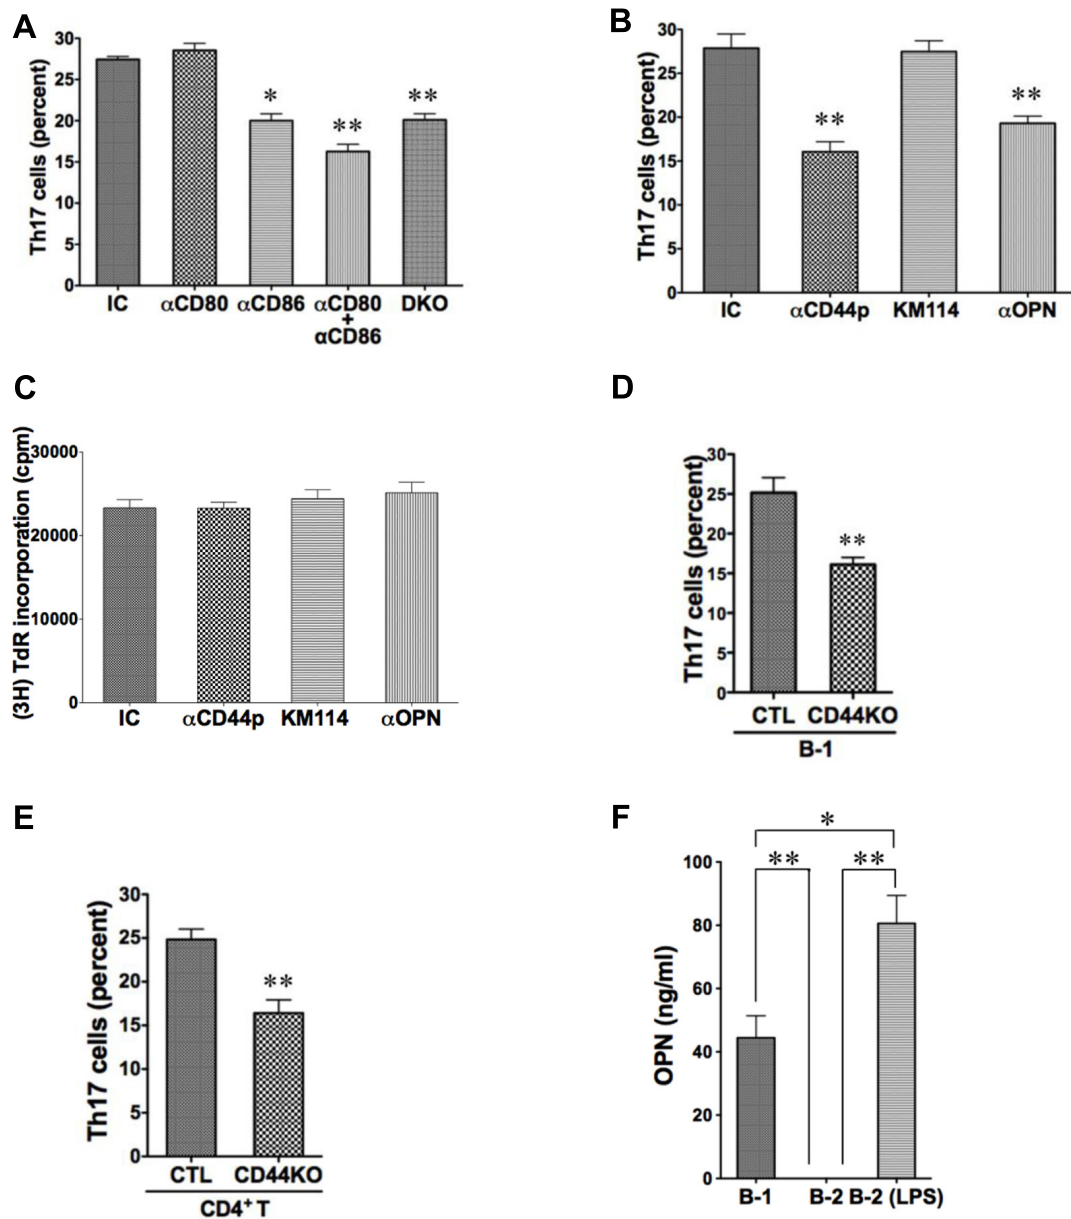 A
Th17 cells (percent)
30
25
20
15
10
5
0
*
**
**
IC
αCD80
αCD86
αCD80
+
αCD86
DKO
B
Th17 cells (percent)
30
25
20
15
10
5
0
**
**
IC
αCD44p
KM114
αOPN
C
(3H) TdR incorporation (cpm)
30000
20000
10000
0
IC
αCD44p
KM114
αOPN
D
Th17 cells (percent)
30
25
20
15
10
5
0
**
CTL
CD44KO
B-1
E
Th17 cells (percent)
30
25
20
15
10
5
0
**
CTL
CD44KO
CD4⁺ T
F
OPN (ng/ml)
100
80
60
40
20
0
*
**
**
B-1
B-2
B-2 (LPS)